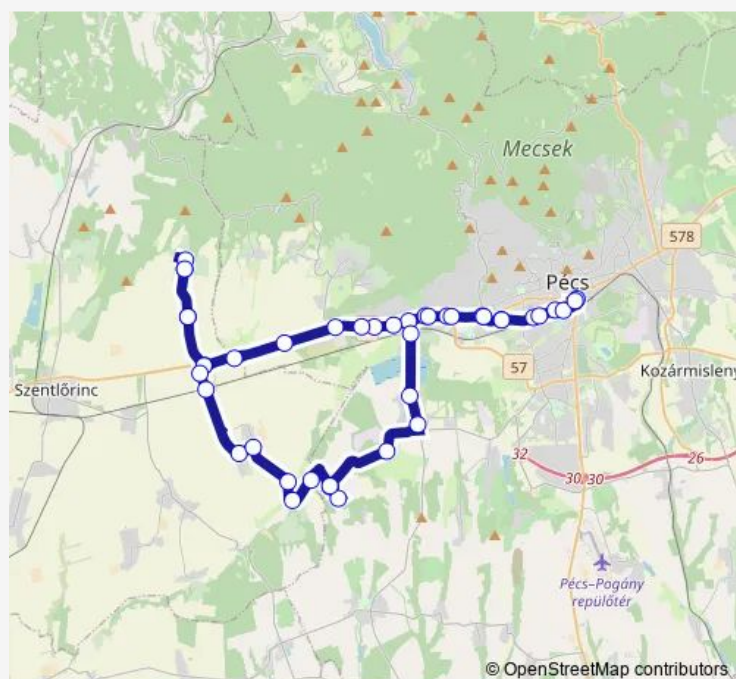 Mecsek
578
Pécs
57
Szentlőrinc
Kozármisleny
32
30
30
26
Pécs–Pogány
repülőtér
© OpenStreetMap contributors